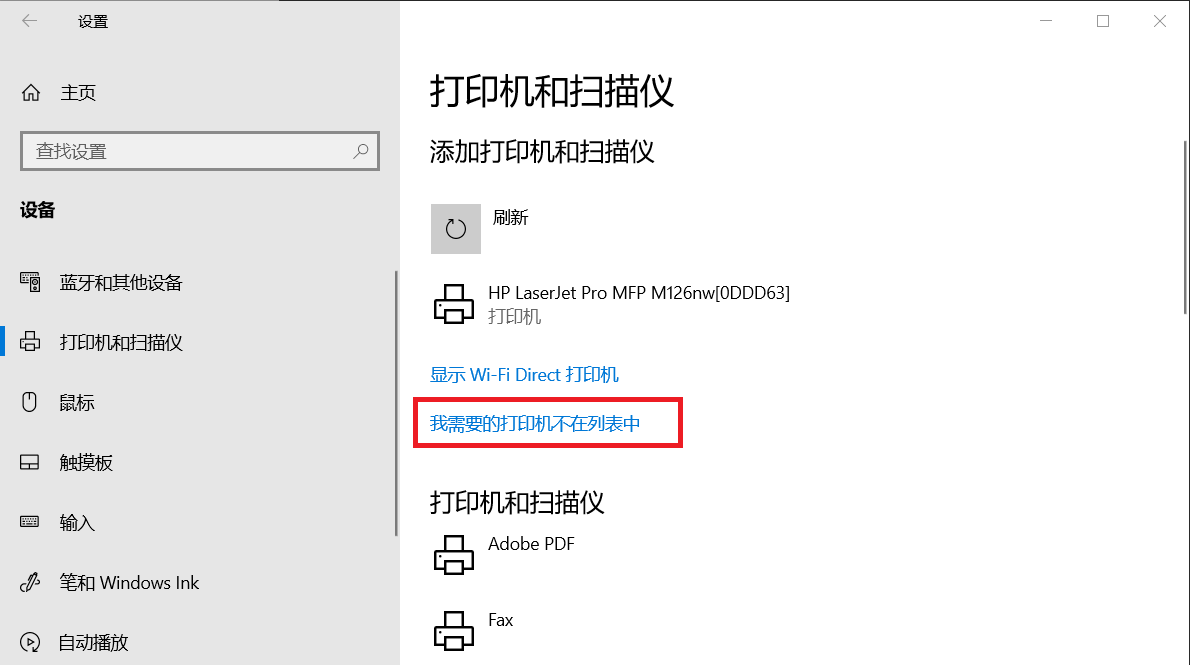 设置
主页
查找设置
设备
蓝牙和其他设备
打印机和扫描仪
鼠标
触摸板
输入
笔和 Windows Ink
自动播放
打印机和扫描仪
添加打印机和扫描仪
刷新
HP LaserJet Pro MFP M126nw[0DDD63]
打印机
显示 Wi-Fi Direct 打印机
我需要的打印机不在列表中
打印机和扫描仪
Adobe PDF
Fax